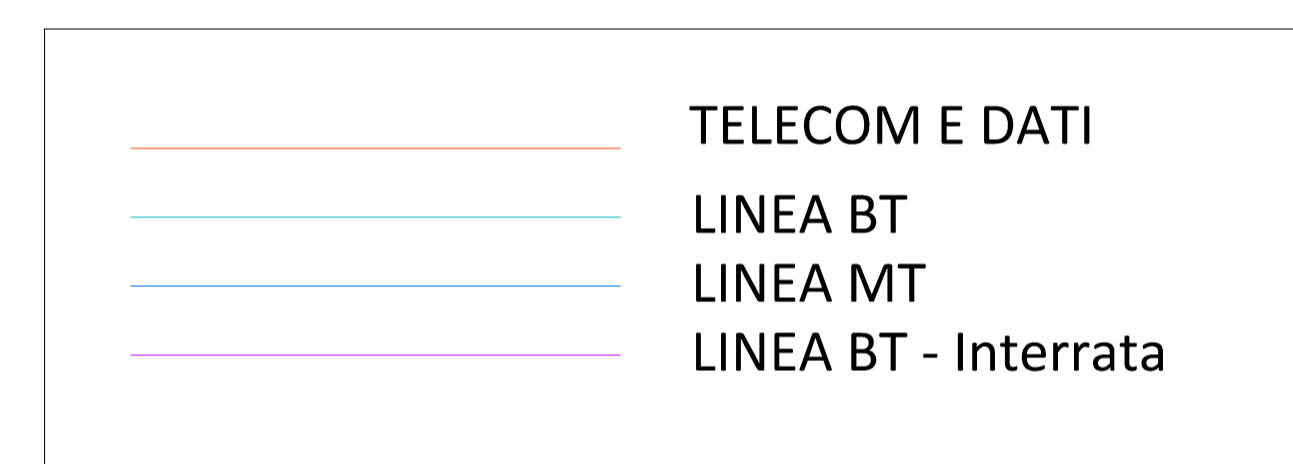 TELECOM E DATI
LINEA BT
LINEA MT
LINEA BT - Interrata